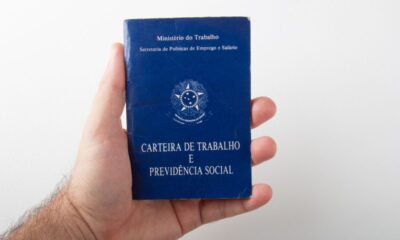 Ministério do Trabalho
Secretaria de Políticas de Emprego e Salário
CARTEIRA DE TRABALHO
E
PREVIDÊNCIA SOCIAL